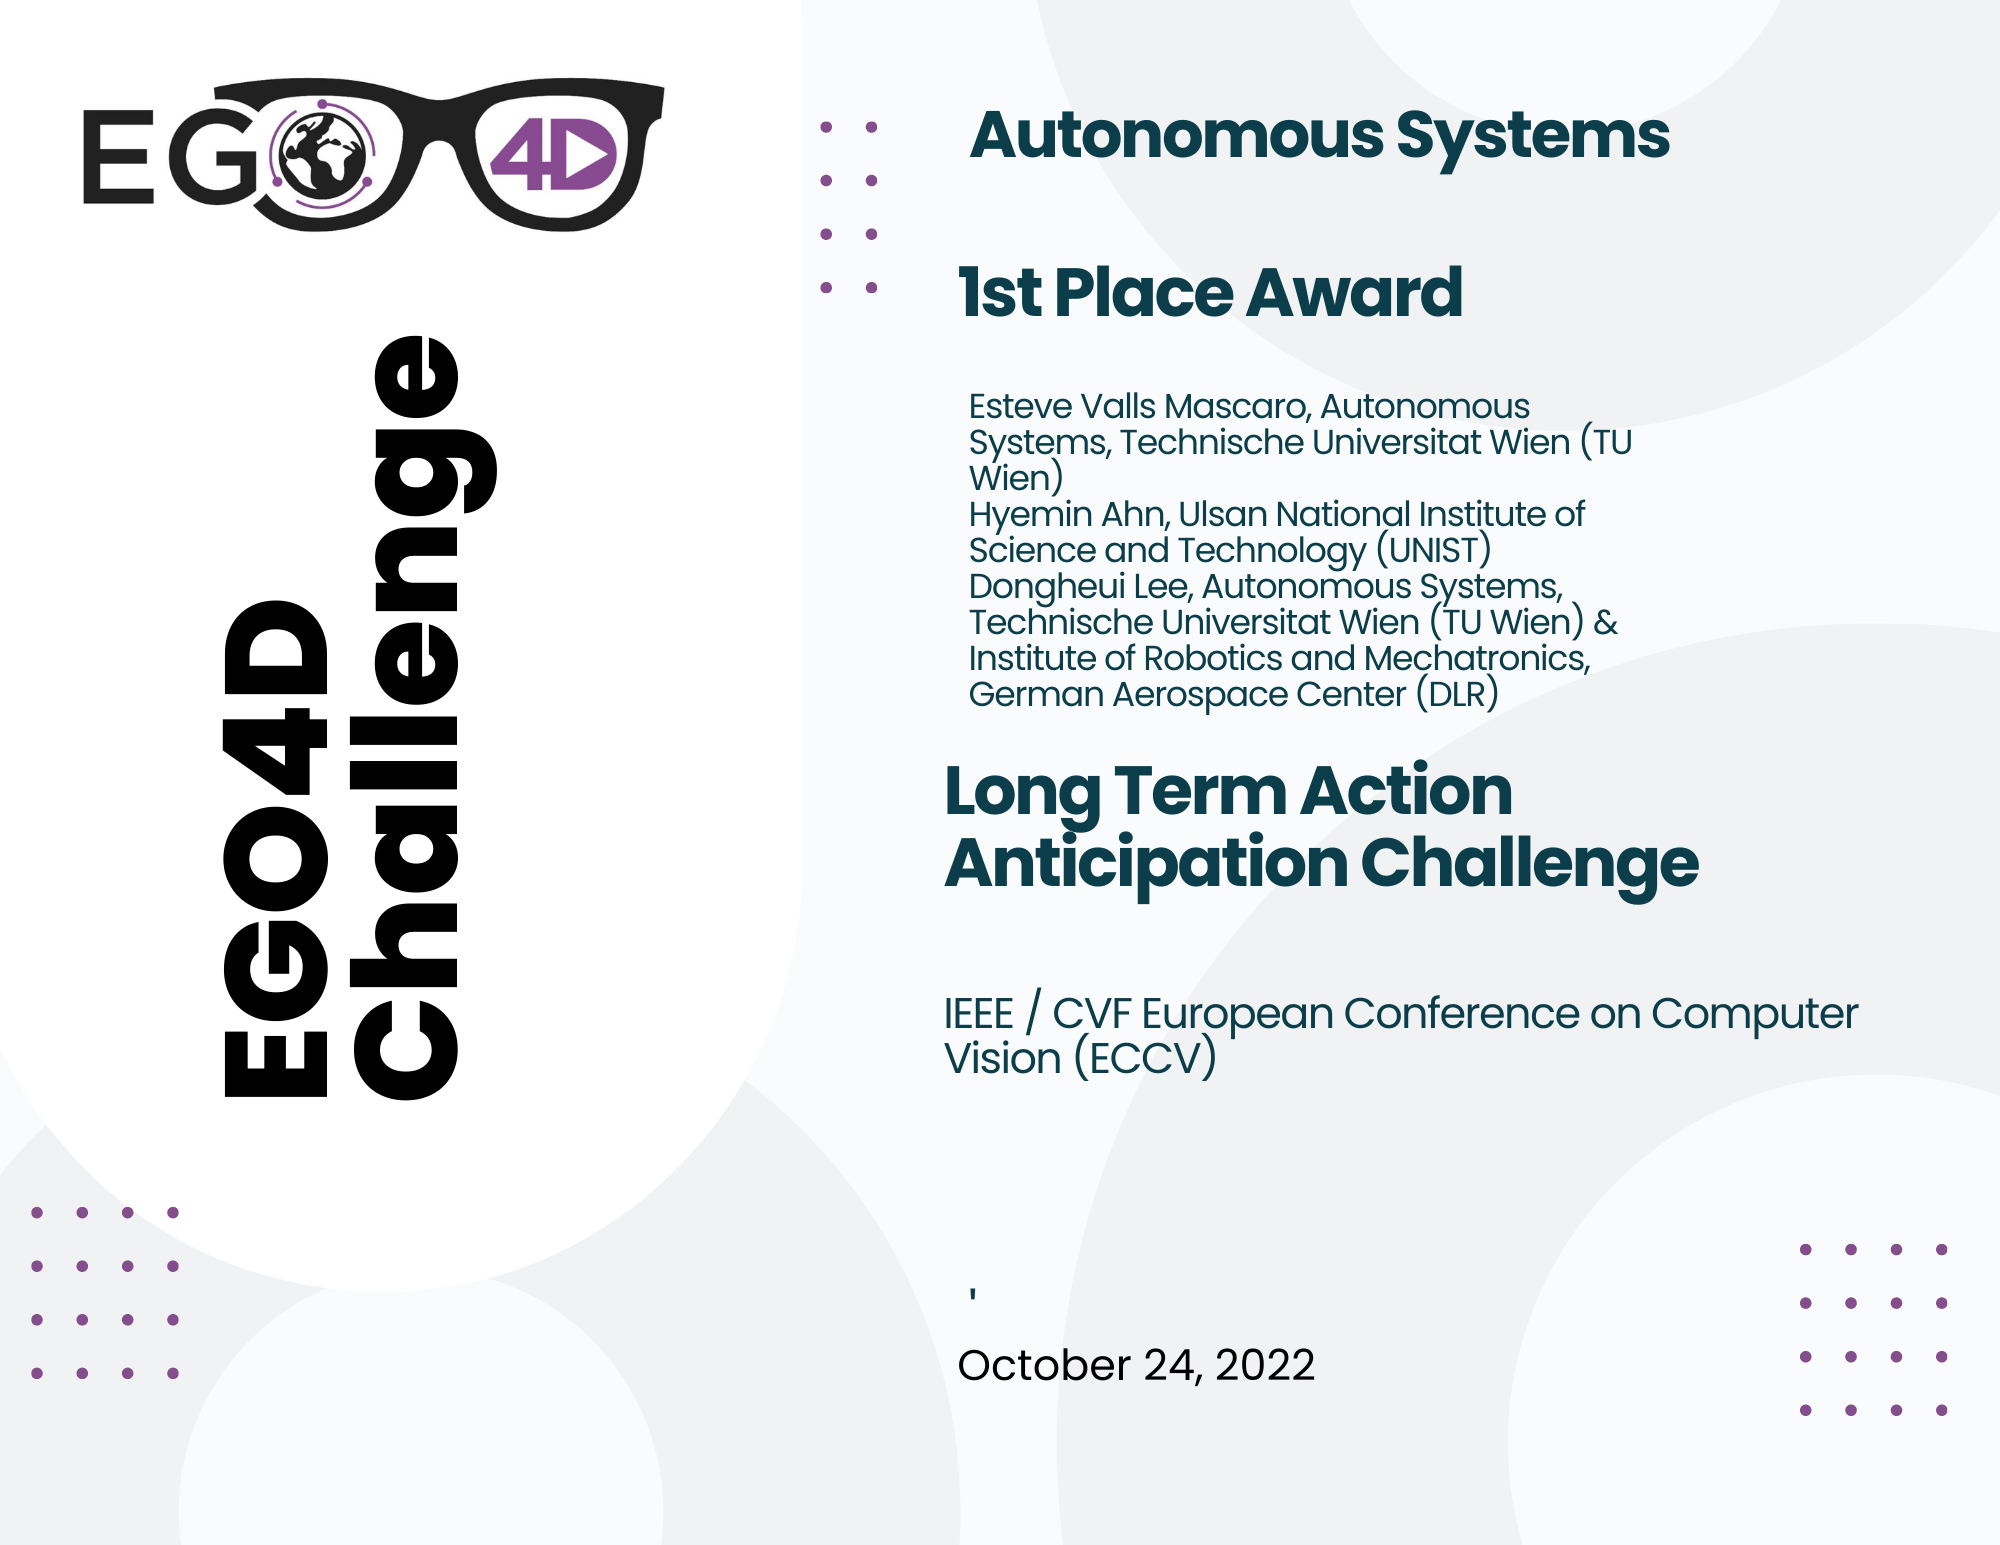 EGO4D
EGO4D
Challenge
Autonomous Systems
1st Place Award
Esteve Valls Mascaro, Autonomous
Systems, Technische Universitat Wien (TU
Wien)
Hyemin Ahn, Ulsan National Institute of
Science and Technology (UNIST)
Dongheui Lee, Autonomous Systems,
Technische Universitat Wien (TU Wien) &
Institute of Robotics and Mechatronics,
German Aerospace Center (DLR)
Long Term Action
Anticipation Challenge
IEEE / CVF European Conference on Computer
Vision (ECCV)
'
October 24, 2022